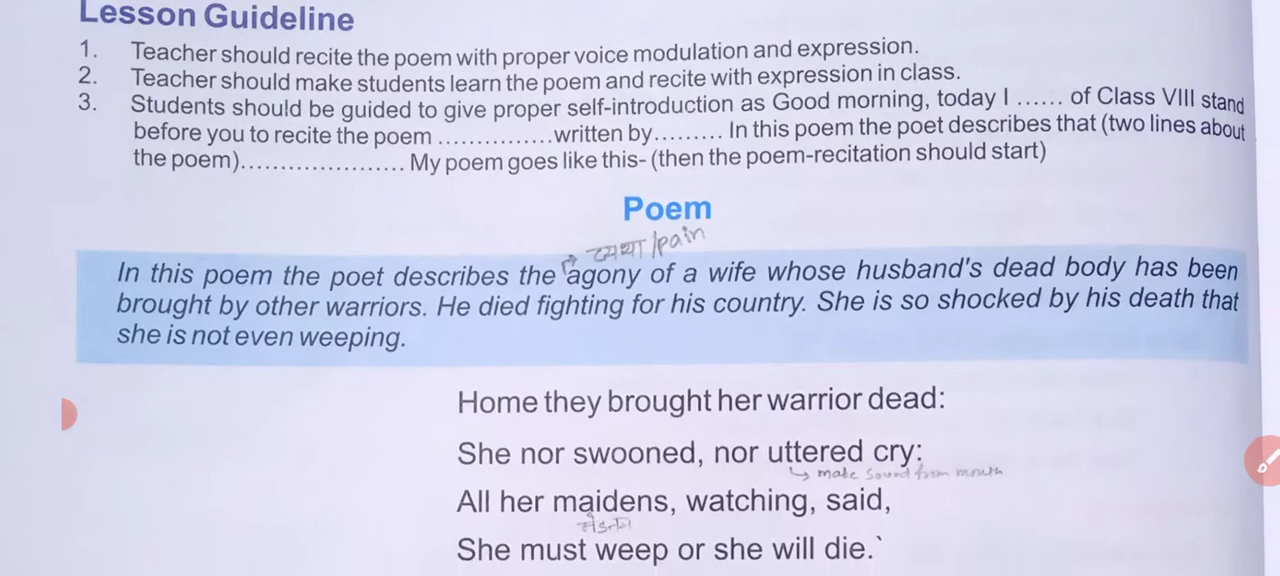 Lesson Guideline
1. Teacher should recite the poem with proper voice modulation and expression.
2. Teacher should make students learn the poem and recite with expression in class.
3. Students should be guided to give proper self-introduction as Good morning, today I ...... of Class VIII stand
before you to recite the poem ...............written by......... In this poem the poet describes that (two lines about
the poem)..................... My poem goes like this- (then the poem-recitation should start)
Poem
व्यथा/pain
In this poem the poet describes the agony of a wife whose husband's dead body has been
brought by other warriors. He died fighting for his country. She is so shocked by his death that
she is not even weeping.
Home they brought her warrior dead:
She nor swooned, nor uttered cry:
↳ make sound from mouth
All her maidens, watching, said,
She must weep or she will die.`